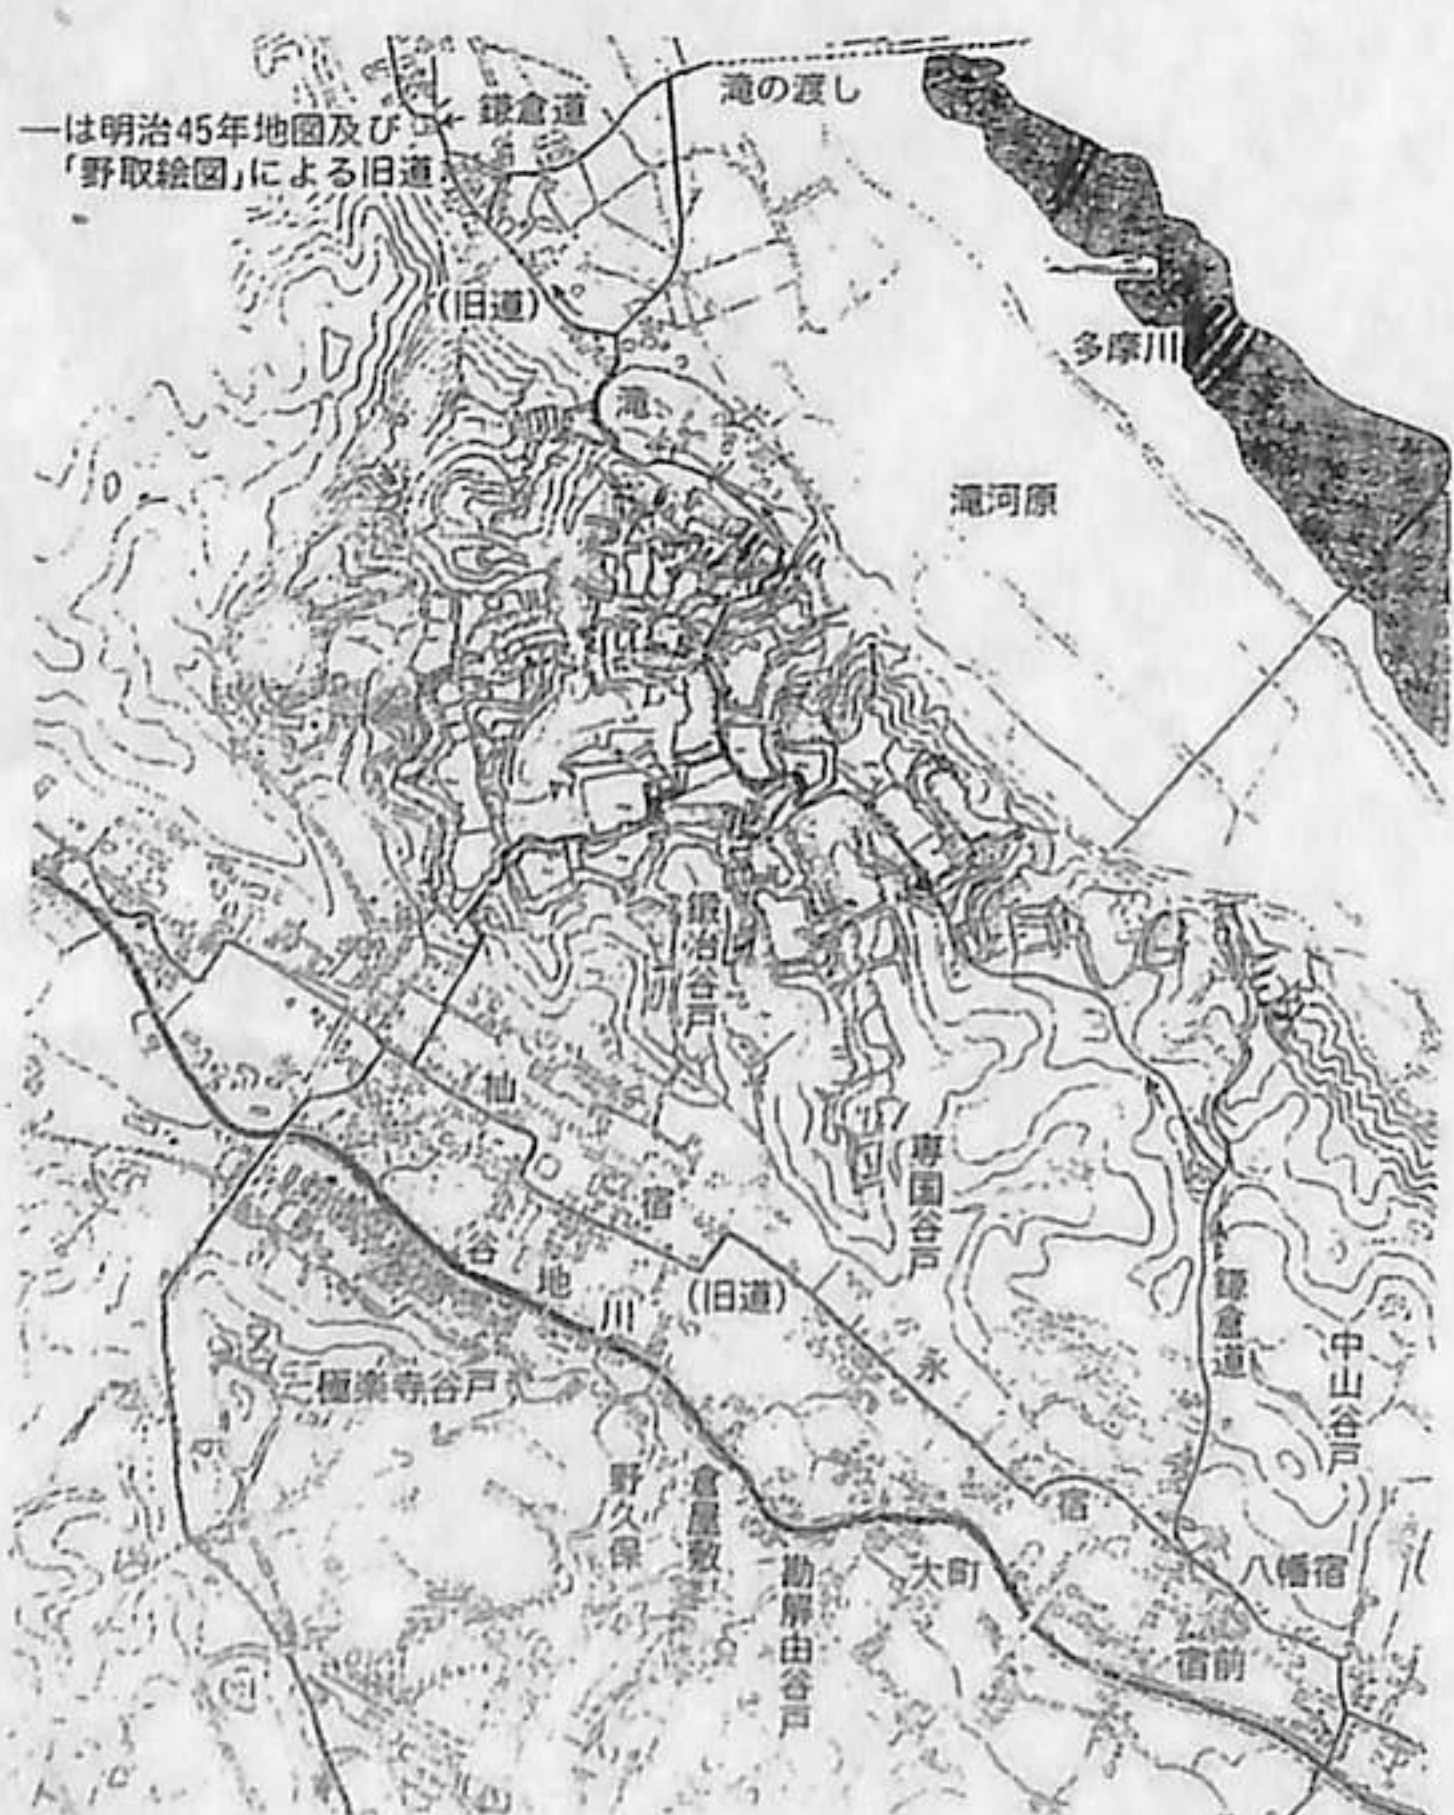 滝の渡し
鎌倉道
―は明治45年地図及び
「野取絵図」による旧道
(旧道)
多摩川
滝
滝河原
鍛冶谷戸
仙
宿
専国谷戸
谷地川
(旧道)
鎌倉道
中山谷戸
極楽寺谷戸
永
宿
野久保
倉屋敷
勘解由谷戸
大町
八幡宿
宿前